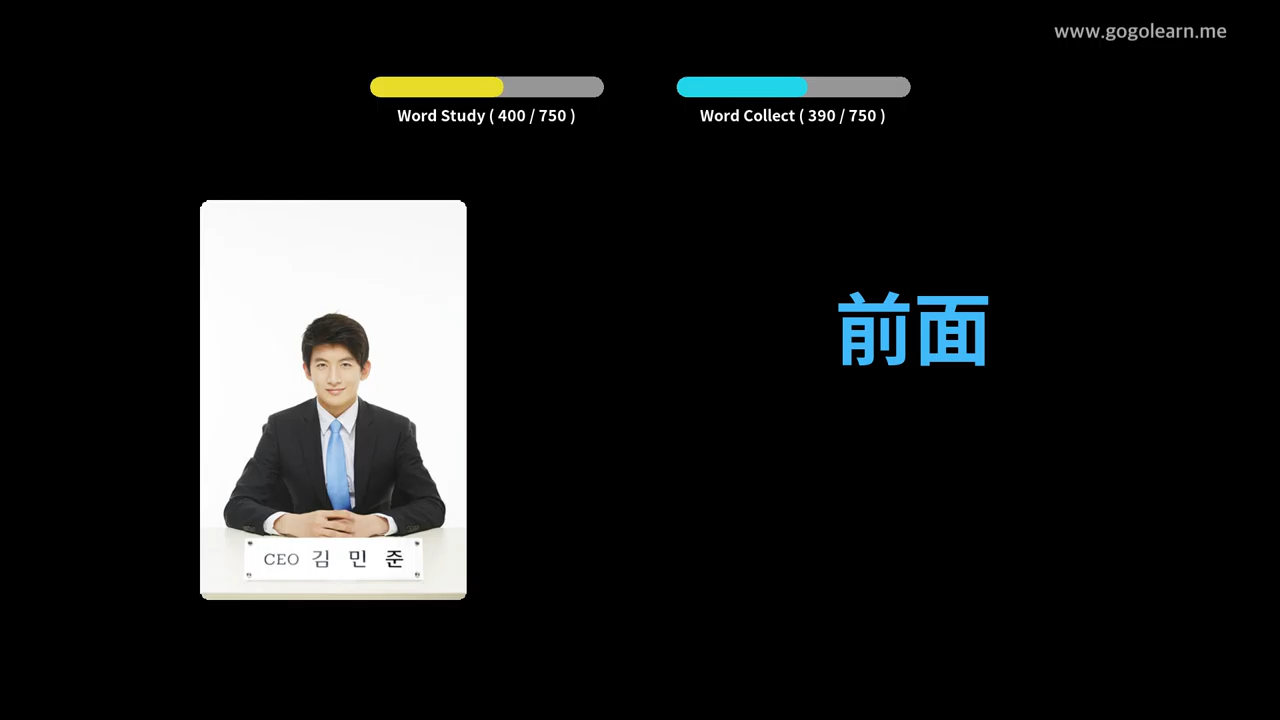 www.gogolearn.me
Word Study ( 400 / 750 )
Word Collect ( 390 / 750 )
前面
CEO 김 민 준